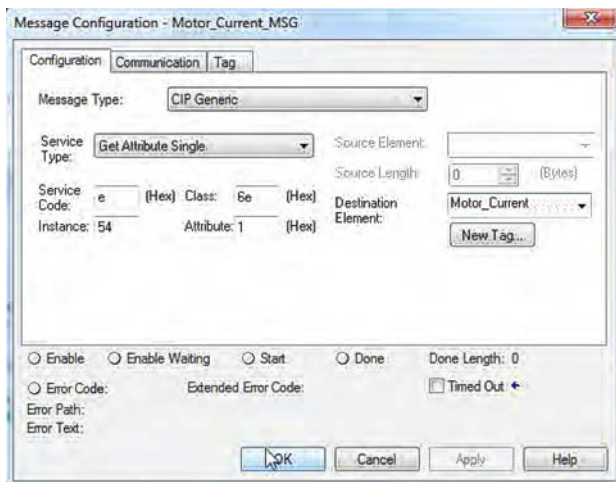 Message Configuration - Motor_Current_MSG
Configuration Communication Tag
Message Type: CIP Generic
Service Type: Get Attribute Single
Source Element:
Source Length: 0 (Bytes)
Service Code: e (Hex) Class: 6e (Hex)
Destination Element: Motor_Current
Instance: 54 Attribute: 1 (Hex)
New Tag...
Enable Enable Waiting Start Done Done Length: 0
Error Code: Extended Error Code: Timed Out
Error Path:
Error Text:
OK Cancel Apply Help